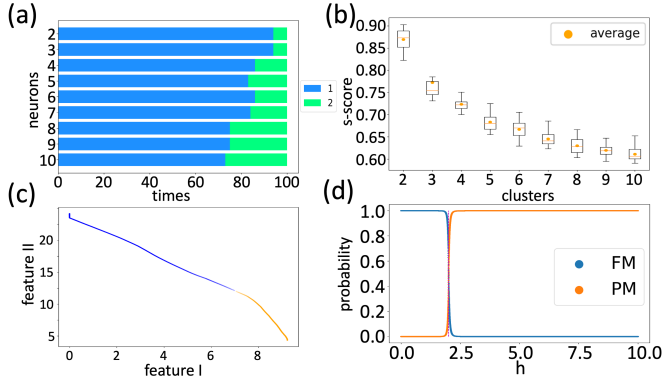 (a)
neurons
2
3
4
5
6
7
8
9
10
0 20 40 60 80 100
times
1
2
(b)
s-score
0.90
0.85
0.80
0.75
0.70
0.65
0.60
average
2 3 4 5 6 7 8 9 10
clusters
(c)
feature II
20
15
10
5
0 2 4 6 8
feature I
(d)
probability
1.0
0.8
0.6
0.4
0.2
0.0
FM
PM
0.0 2.5 5.0 7.5 10.0
h